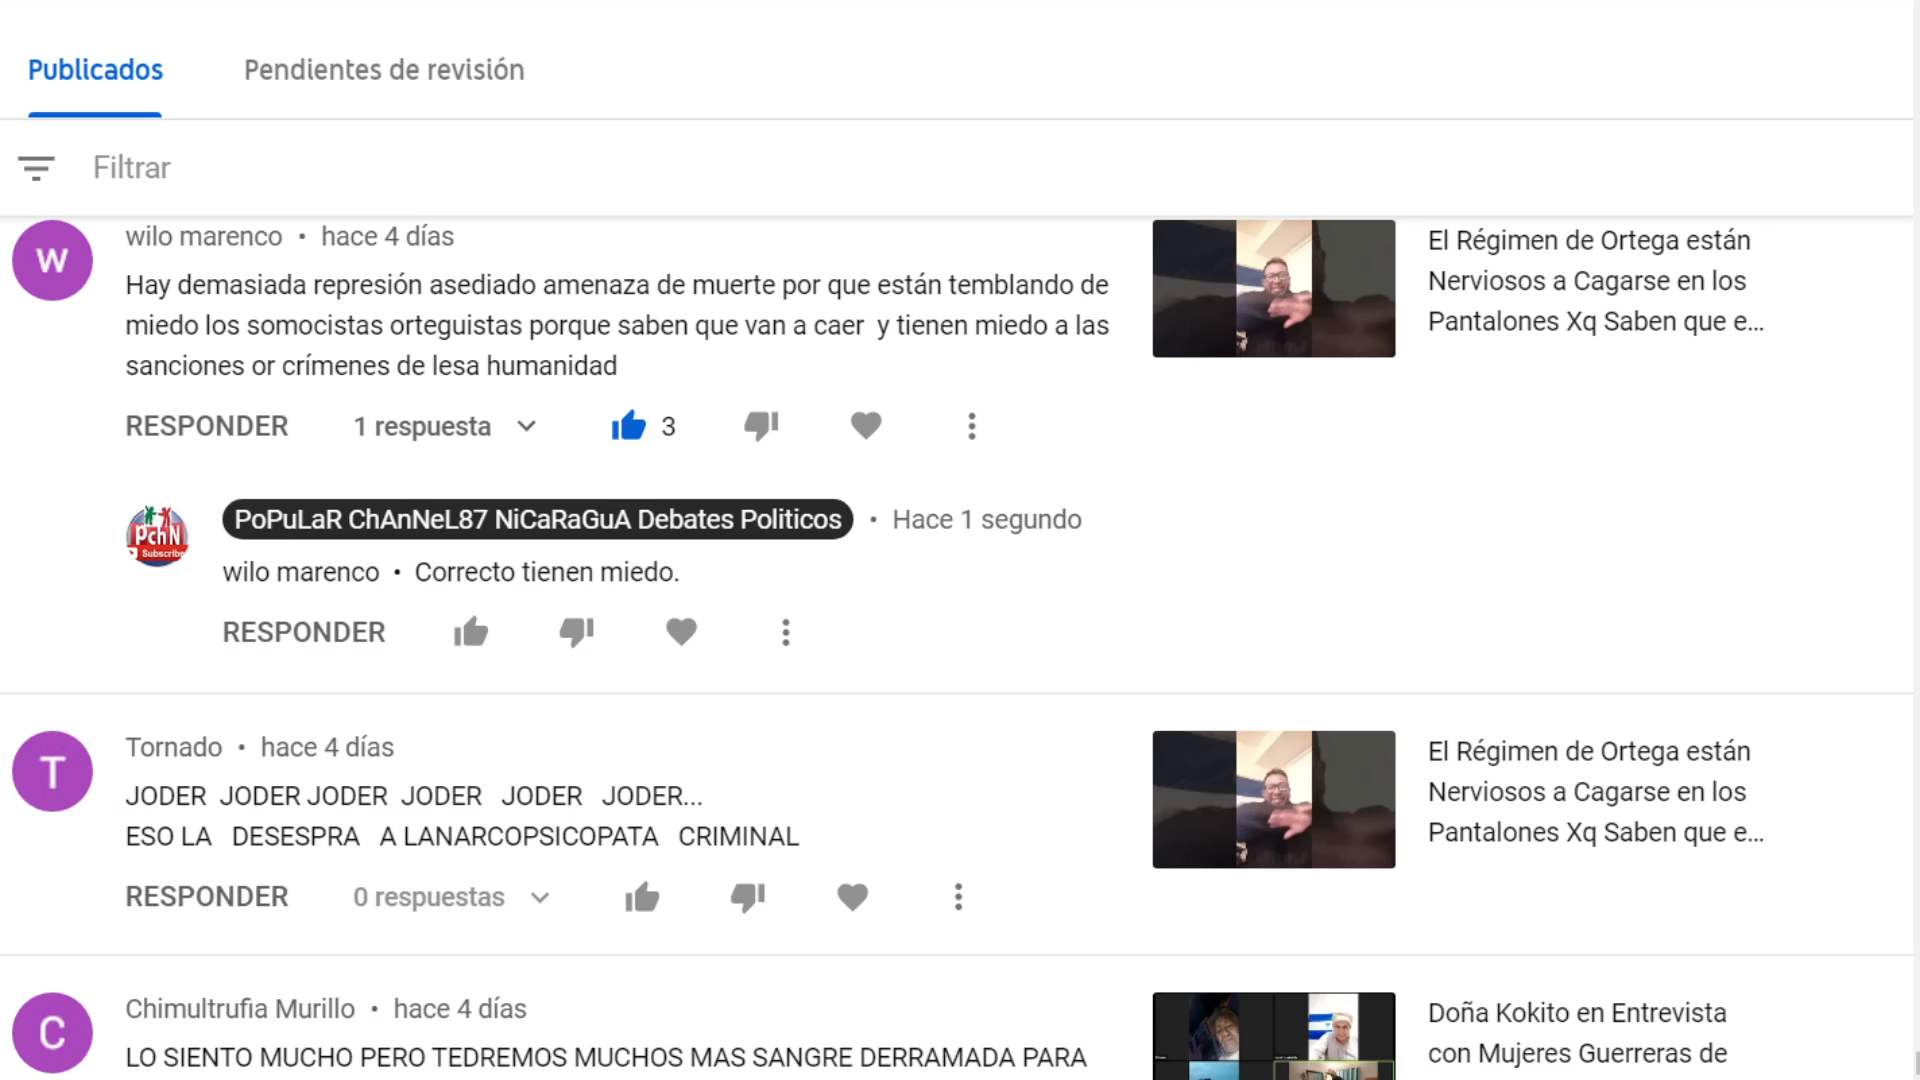 Publicados
Pendientes de revisión
Filtrar
W
wilo marenco • hace 4 días
Hay demasiada represión asediado amenaza de muerte por que están temblando de
miedo los somocistas orteguistas porque saben que van a caer  y tienen miedo a las
sanciones or crímenes de lesa humanidad
El Régimen de Ortega están
Nerviosos a Cagarse en los
Pantalones Xq Saben que e...
RESPONDER
1 respuesta
3
PchN
Subscribe
PoPuLaR ChAnNeL87 NiCaRaGuA Debates Politicos • Hace 1 segundo
wilo marenco • Correcto tienen miedo.
RESPONDER
T
Tornado • hace 4 días
JODER  JODER JODER  JODER   JODER   JODER...
ESO LA   DESESPRA   A LANARCOPSICOPATA   CRIMINAL
El Régimen de Ortega están
Nerviosos a Cagarse en los
Pantalones Xq Saben que e...
RESPONDER
0 respuestas
C
Chimultrufia Murillo • hace 4 días
LO SIENTO MUCHO PERO TEDREMOS MUCHOS MAS SANGRE DERRAMADA PARA
Doña Kokito en Entrevista
con Mujeres Guerreras de